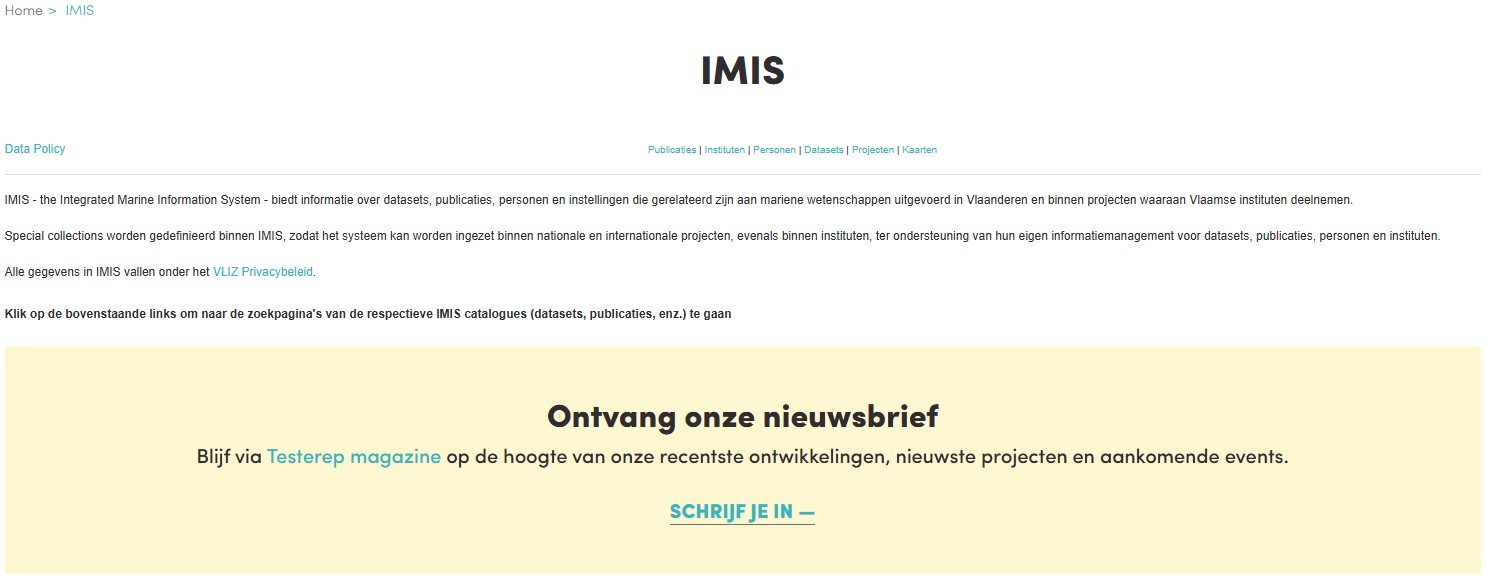 Home > IMIS
IMIS
Data Policy
Publicaties | Instituten | Personen | Datasets | Projecten | Kaarten
IMIS - the Integrated Marine Information System - biedt informatie over datasets, publicaties, personen en instellingen die gerelateerd zijn aan mariene wetenschappen uitgevoerd in Vlaanderen en binnen projecten waaraan Vlaamse instituten deelnemen.
Special collections worden gedefinieerd binnen IMIS, zodat het systeem kan worden ingezet binnen nationale en internationale projecten, evenals binnen instituten, ter ondersteuning van hun eigen informatiemanagement voor datasets, publicaties, personen en instituten.
Alle gegevens in IMIS vallen onder het VLIZ Privacybeleid.
Klik op de bovenstaande links om naar de zoekpagina's van de respectieve IMIS catalogues (datasets, publicaties, enz.) te gaan
Ontvang onze nieuwsbrief
Blijf via Testerep magazine op de hoogte van onze recentste ontwikkelingen, nieuwste projecten en aankomende events.
SCHRIJF JE IN —